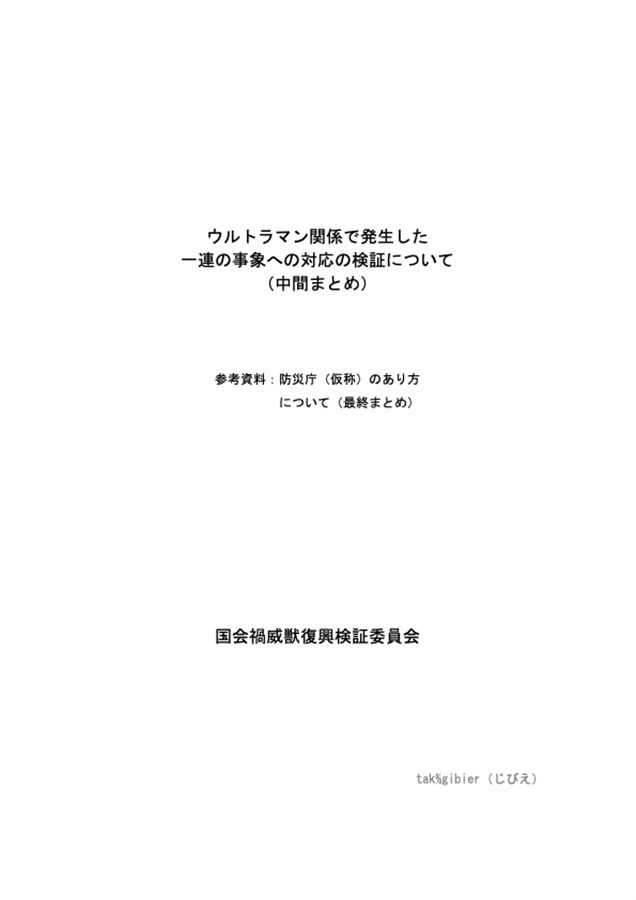 ウルトラマン関係で発生した
一連の事象への対応の検証について
（中間まとめ）
参考資料：防災庁（仮称）のあり方
について（最終まとめ）
国会禍威獣復興検証委員会
tak%gibier（じびえ）